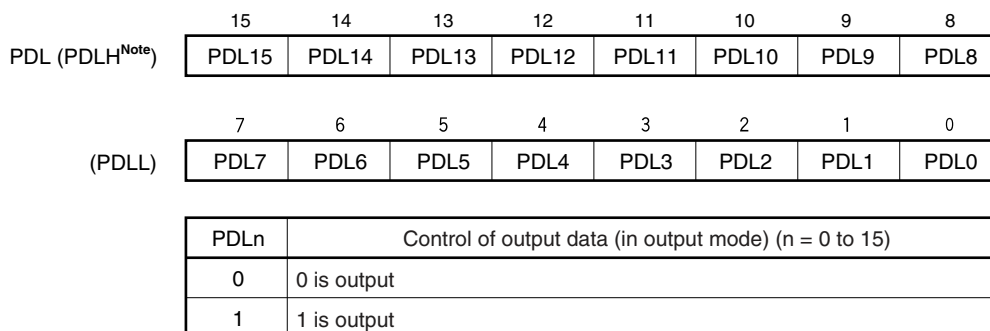 15 14 13 12 11 10 9 8
PDL (PDLH^Note) PDL15 PDL14 PDL13 PDL12 PDL11 PDL10 PDL9 PDL8
7 6 5 4 3 2 1 0
(PDLL) PDL7 PDL6 PDL5 PDL4 PDL3 PDL2 PDL1 PDL0
PDLn Control of output data (in output mode) (n = 0 to 15)
0 0 is output
1 1 is output